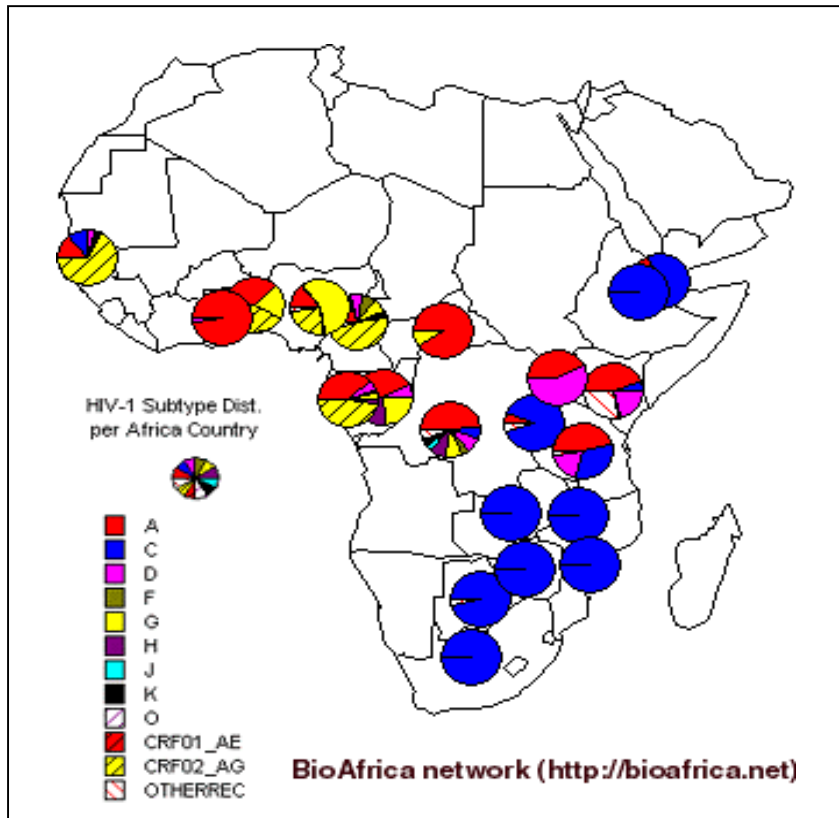 HIV-1 Subtype Dist.
per Africa Country
A
C
D
F
G
H
J
K
O
CRF01_AE
CRF02_AG
OTHERREC
BioAfrica network (http://bioafrica.net)